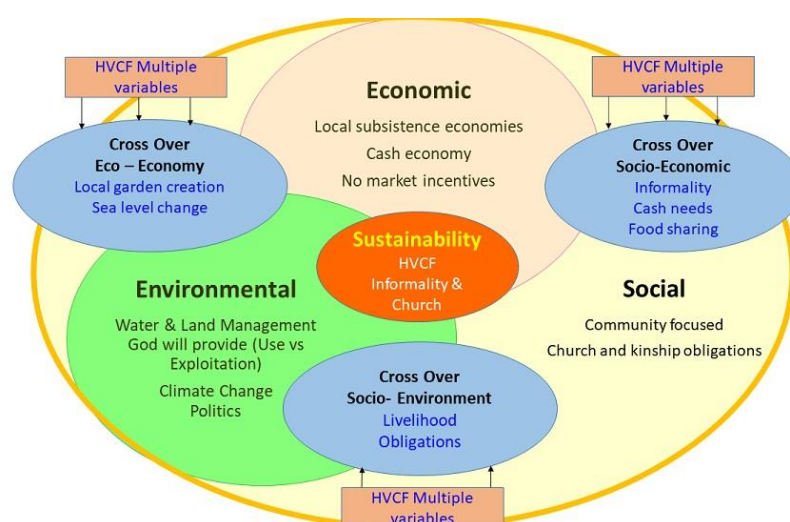 HVCF Multiple
variables
Cross Over
Eco – Economy
Local garden creation
Sea level change
Economic
Local subsistence economies
Cash economy
No market incentives
HVCF Multiple
variables
Cross Over
Socio-Economic
Informality
Cash needs
Food sharing
Sustainability
HVCF
Informality &
Church
Environmental
Water & Land Management
God will provide (Use vs
Exploitation)
Climate Change
Politics
Social
Community focused
Church and kinship obligations
Cross Over
Socio- Environment
Livelihood
Obligations
HVCF Multiple
variables